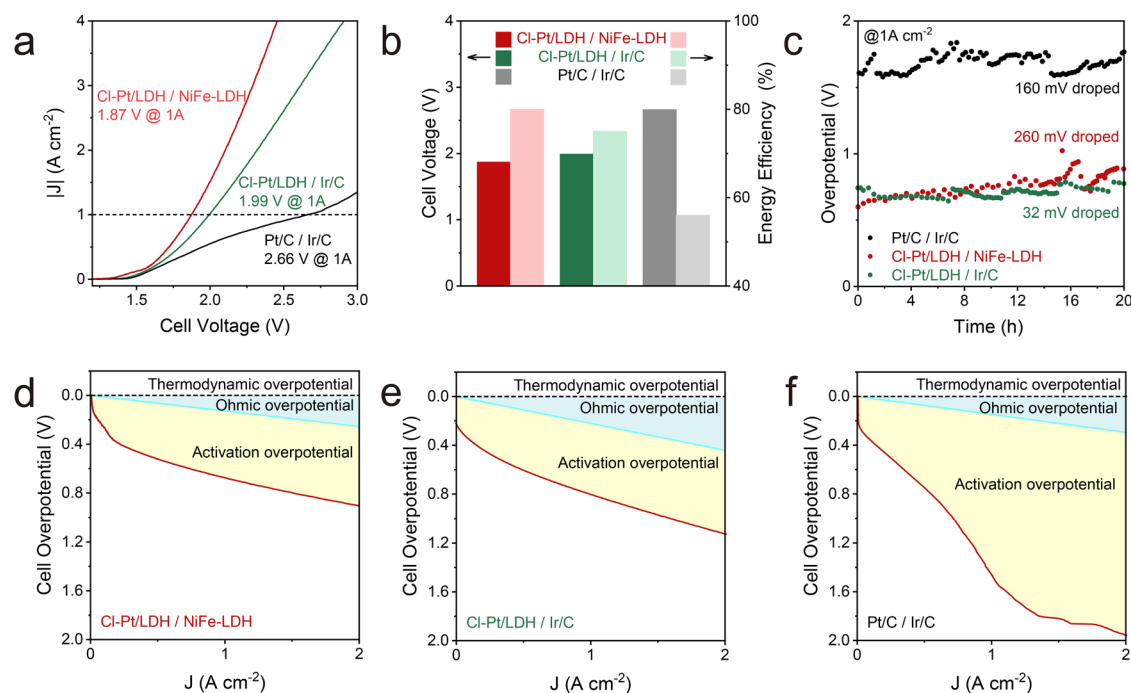 a
|J| (A cm⁻²)
4
3
2
1
0
Cl-Pt/LDH / NiFe-LDH
1.87 V @ 1A
Cl-Pt/LDH / Ir/C
1.99 V @ 1A
Pt/C / Ir/C
2.66 V @ 1A
1.5
2.0
2.5
3.0
Cell Voltage (V)
b
Cell Voltage (V)
4
3
2
1
0
Cl-Pt/LDH / NiFe-LDH
Cl-Pt/LDH / Ir/C
Pt/C / Ir/C
100
80
60
40
Energy Efficiency (%)
c
Overpotential (V)
2
1
0
@1A cm⁻²
160 mV droped
260 mV droped
32 mV droped
Pt/C / Ir/C
Cl-Pt/LDH / NiFe-LDH
Cl-Pt/LDH / Ir/C
0
4
8
12
16
20
Time (h)
d
Cell Overpotential (V)
0.0
0.4
0.8
1.2
1.6
2.0
Thermodynamic overpotential
Ohmic overpotential
Activation overpotential
Cl-Pt/LDH / NiFe-LDH
0
1
2
J (A cm⁻²)
e
Cell Overpotential (V)
0.0
0.4
0.8
1.2
1.6
2.0
Thermodynamic overpotential
Ohmic overpotential
Activation overpotential
Cl-Pt/LDH / Ir/C
0
1
2
J (A cm⁻²)
f
Cell Overpotential (V)
0.0
0.4
0.8
1.2
1.6
2.0
Thermodynamic overpotential
Ohmic overpotential
Activation overpotential
Pt/C / Ir/C
0
1
2
J (A cm⁻²)